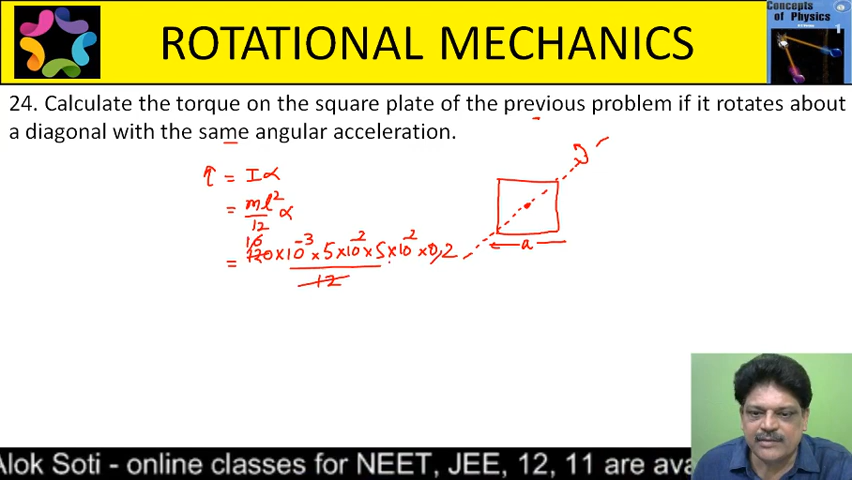 ROTATIONAL MECHANICS
Concepts
of Physics
1
24. Calculate the torque on the square plate of the previous problem if it rotates about
a diagonal with the same angular acceleration.
τ = Iα
= ml²/12 α
10
= 120 × 10⁻³ × 5 × 10⁻² × 5 × 10⁻² × 0,2 / 12
a
Alok Soti - online classes for NEET, JEE, 12, 11 are ava